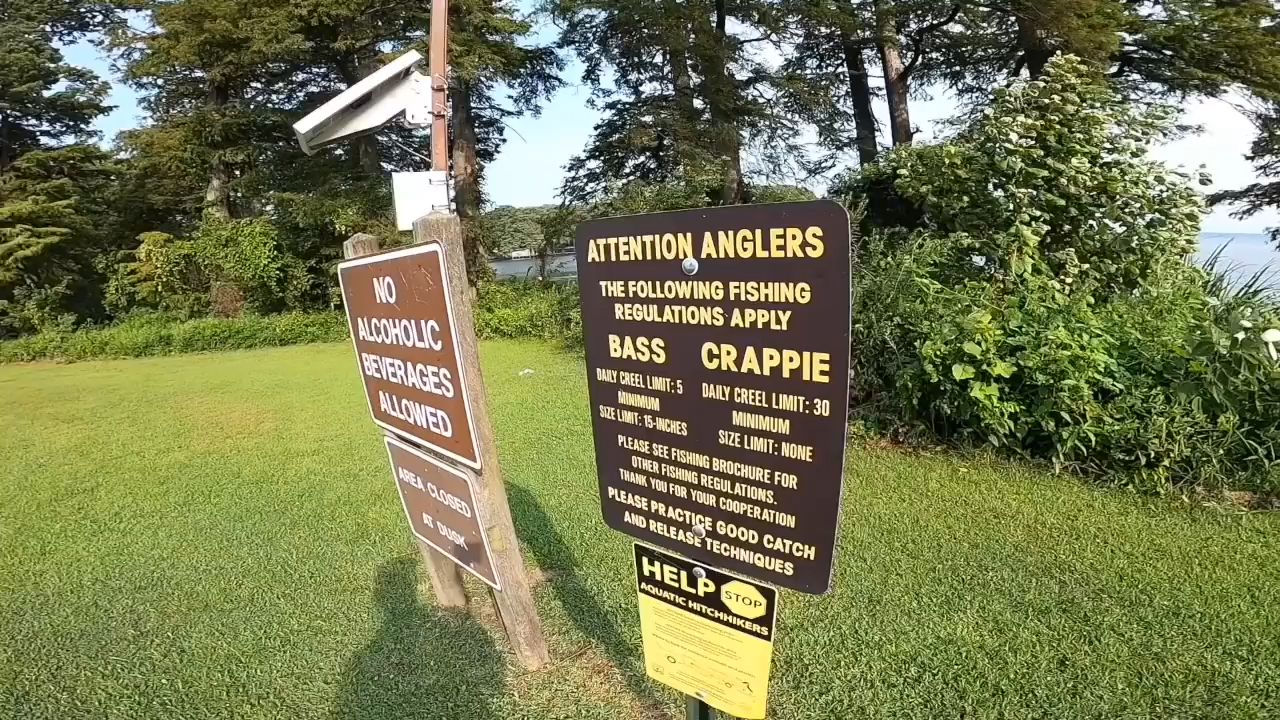 NO
ALCOHOLIC
BEVERAGES
ALLOWED
AREA CLOSED
AT DUSK
ATTENTION ANGLERS
THE FOLLOWING FISHING
REGULATIONS APPLY
BASS
DAILY CREEL LIMIT: 5
MINIMUM
SIZE LIMIT: 15-INCHES
CRAPPIE
DAILY CREEL LIMIT: 30
MINIMUM
SIZE LIMIT: NONE
PLEASE SEE FISHING BROCHURE FOR
OTHER FISHING REGULATIONS.
THANK YOU FOR YOUR COOPERATION
PLEASE PRACTICE GOOD CATCH
AND RELEASE TECHNIQUES
HELP STOP
AQUATIC HITCHHIKERS